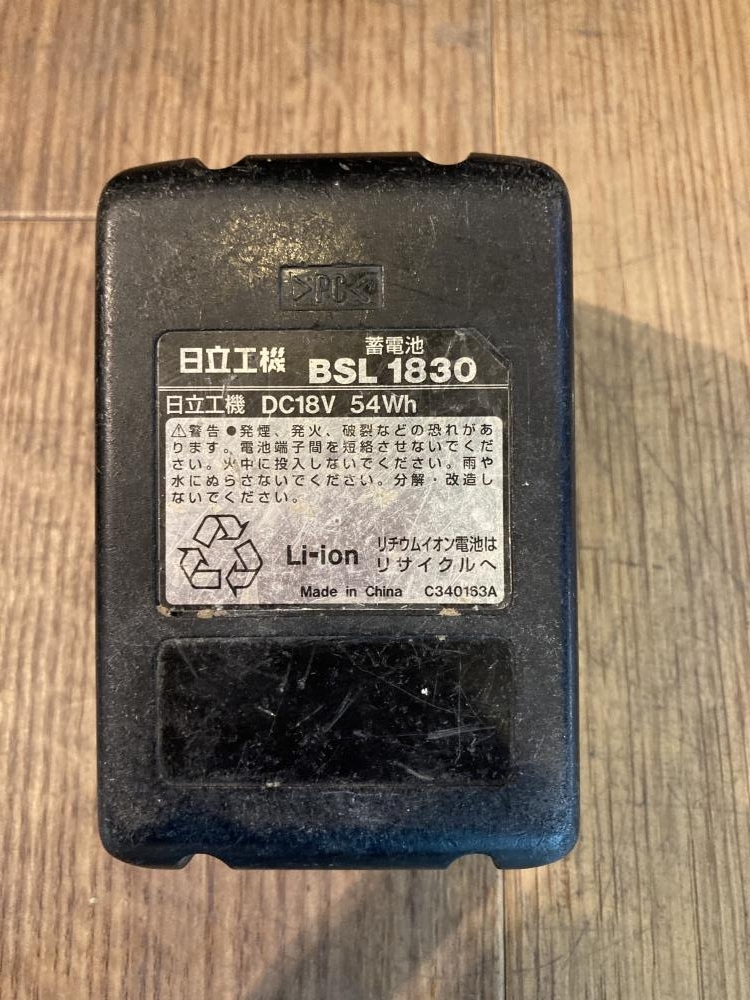 >PC<
日立工機 蓄電池
BSL 1830
日立工機 DC18V 54Wh
⚠警告 ●発煙、発火、破裂などの恐れがあ
ります。電池端子間を短絡させないでくだ
さい。火中に投入しないでください。雨や
水にぬらさないでください。分解・改造し
ないでください。
Li-ion リチウムイオン電池は
リサイクルへ
Made in China C340163A